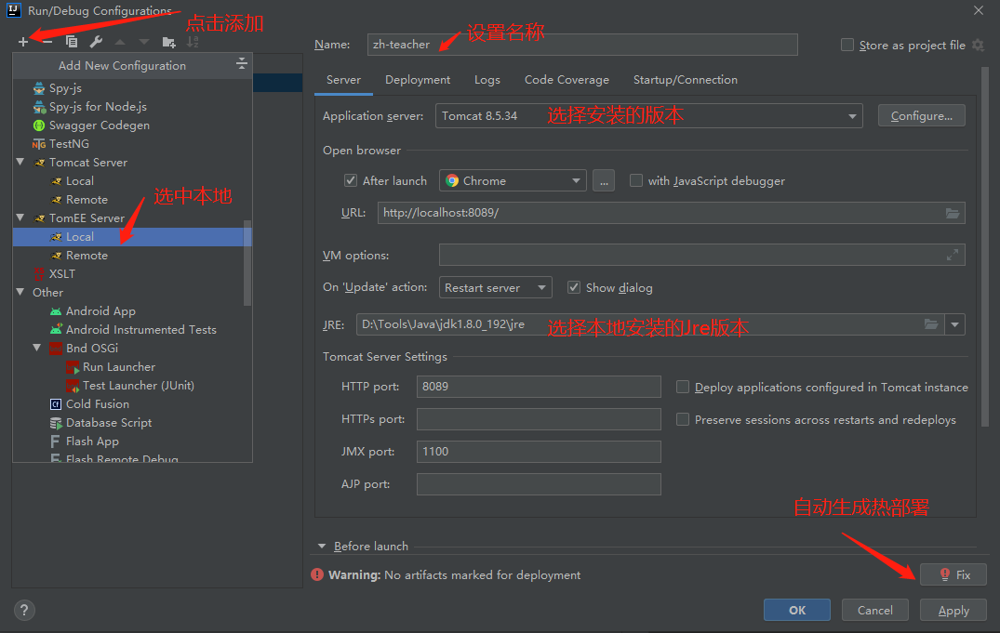 Run/Debug Configurations
点击添加
Add New Configuration
Spy-js
Spy-js for Node.js
Swagger Codegen
TestNG
Tomcat Server
Local
Remote
选中本地
TomEE Server
Local
Remote
XSLT
Other
Android App
Android Instrumented Tests
Bnd OSGi
Run Launcher
Test Launcher (JUnit)
Cold Fusion
Database Script
Flash App
Flash Remote Debug
Name: zh-teacher 设置名称
Store as project file
Server Deployment Logs Code Coverage Startup/Connection
Application server: Tomcat 8.5.34 选择安装的版本 Configure...
Open browser
After launch Chrome ... with JavaScript debugger
URL: http://localhost:8089/
VM options:
On 'Update' action: Restart server Show dialog
JRE: D:\Tools\Java\jdk1.8.0_192\jre 选择本地安装的Jre版本
Tomcat Server Settings
HTTP port: 8089 Deploy applications configured in Tomcat instance
HTTPs port: Preserve sessions across restarts and redeploys
JMX port: 1100
AJP port:
自动生成热部署
Before launch
Warning: No artifacts marked for deployment Fix
? OK Cancel Apply